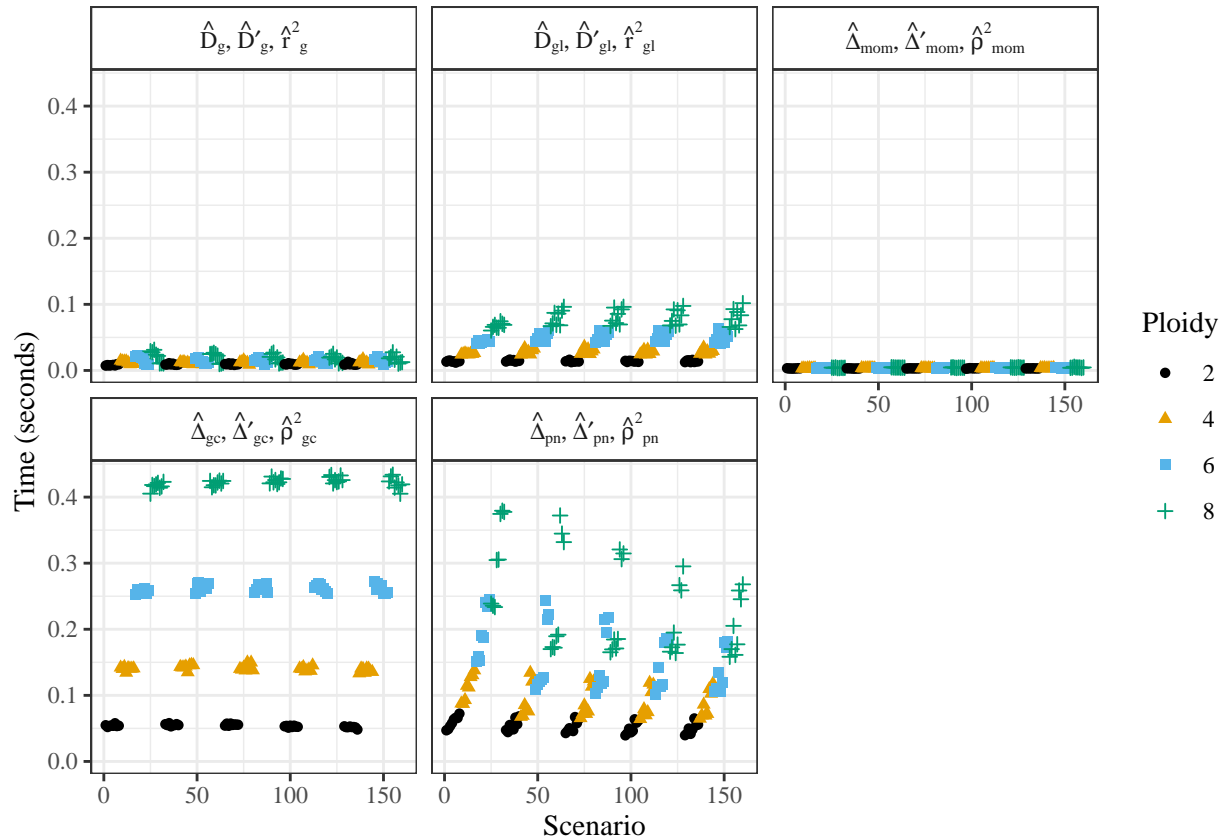 D̂g, D̂′g, r̂²g
D̂gl, D̂′gl, r̂²gl
Δ̂mom, Δ̂′mom, ρ̂²mom
0.4
0.3
0.2
0.1
0.0
0 50 100 150
Δ̂gc, Δ̂′gc, ρ̂²gc
Δ̂pn, Δ̂′pn, ρ̂²pn
0.4
0.3
0.2
0.1
0.0
0 50 100 150
0 50 100 150
Time (seconds)
Scenario
Ploidy
2
4
6
8